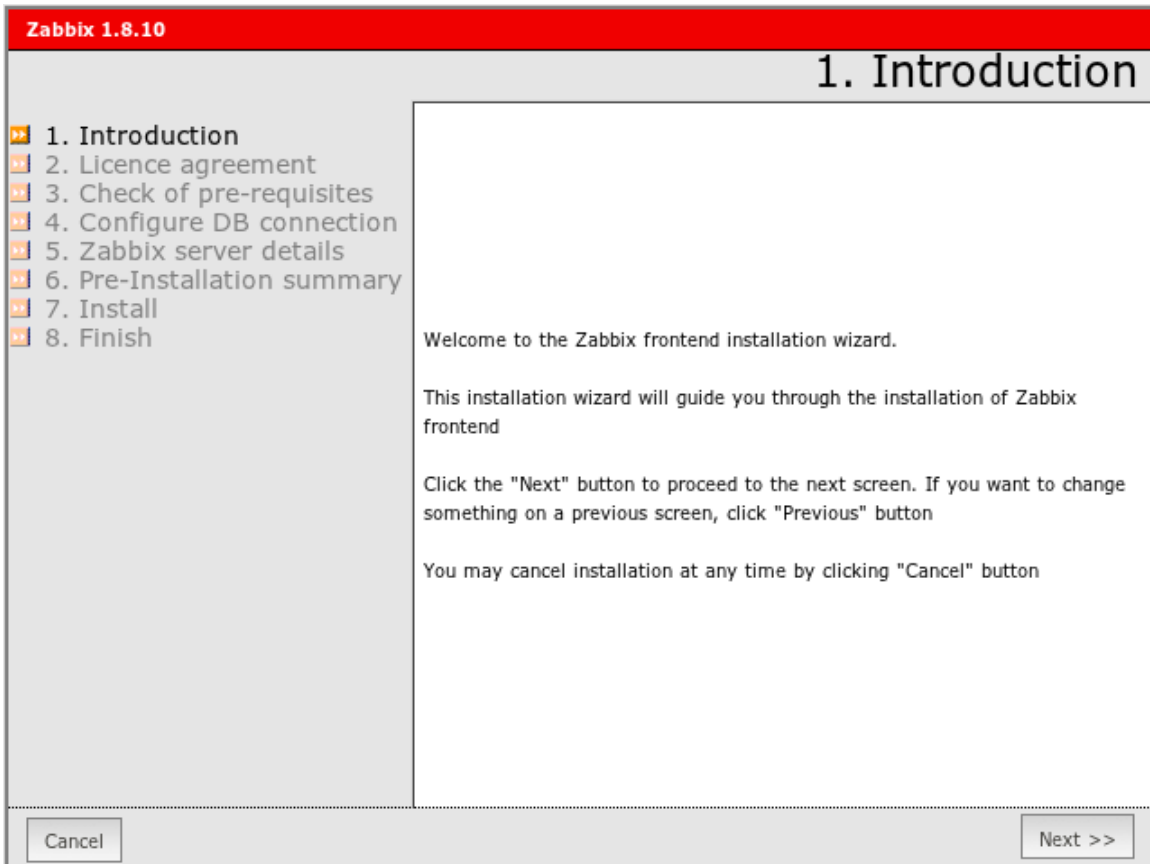 Zabbix 1.8.10
1. Introduction
1. Introduction
2. Licence agreement
3. Check of pre-requisites
4. Configure DB connection
5. Zabbix server details
6. Pre-Installation summary
7. Install
8. Finish
Welcome to the Zabbix frontend installation wizard.
This installation wizard will guide you through the installation of Zabbix
frontend
Click the "Next" button to proceed to the next screen. If you want to change
something on a previous screen, click "Previous" button
You may cancel installation at any time by clicking "Cancel" button
Cancel
Next >>